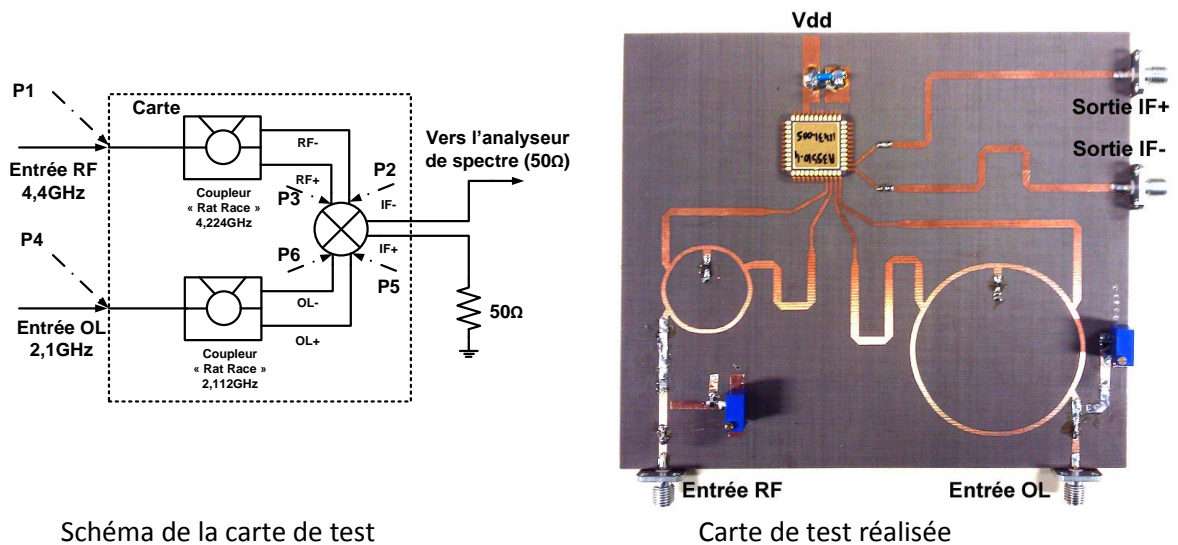 P1
Carte
Entrée RF
4,4GHz
RF-
RF+
P3
P2
Coupleur
« Rat Race »
4,224GHz
Vers l'analyseur
de spectre (50Ω)
IF-
IF+
P4
P6
P5
Entrée OL
2,1GHz
OL-
OL+
50Ω
Coupleur
« Rat Race »
2,112GHz
Schéma de la carte de test
Vdd
Sortie IF+
Sortie IF-
Entrée RF
Entrée OL
Carte de test réalisée